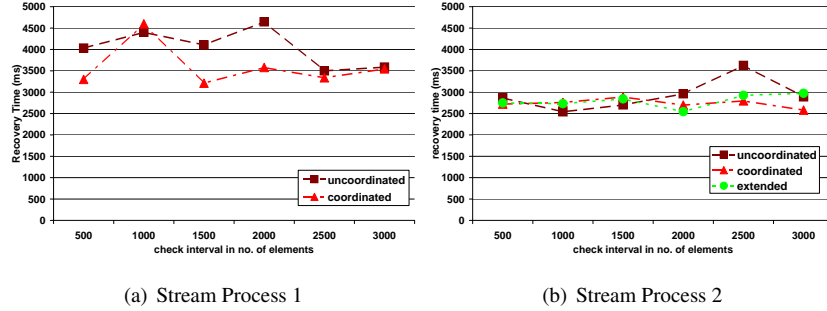 5000
4500
4000
3500
3000
2500
2000
1500
1000
500
0
Recovery Time (ms)
uncoordinated
coordinated
500 1000 1500 2000 2500 3000
check interval in no. of elements
(a) Stream Process 1
5000
4500
4000
3500
3000
2500
2000
1500
1000
500
0
recovery time (ms)
uncoordinated
coordinated
extended
500 1000 1500 2000 2500 3000
check interval in no. of elements
(b) Stream Process 2